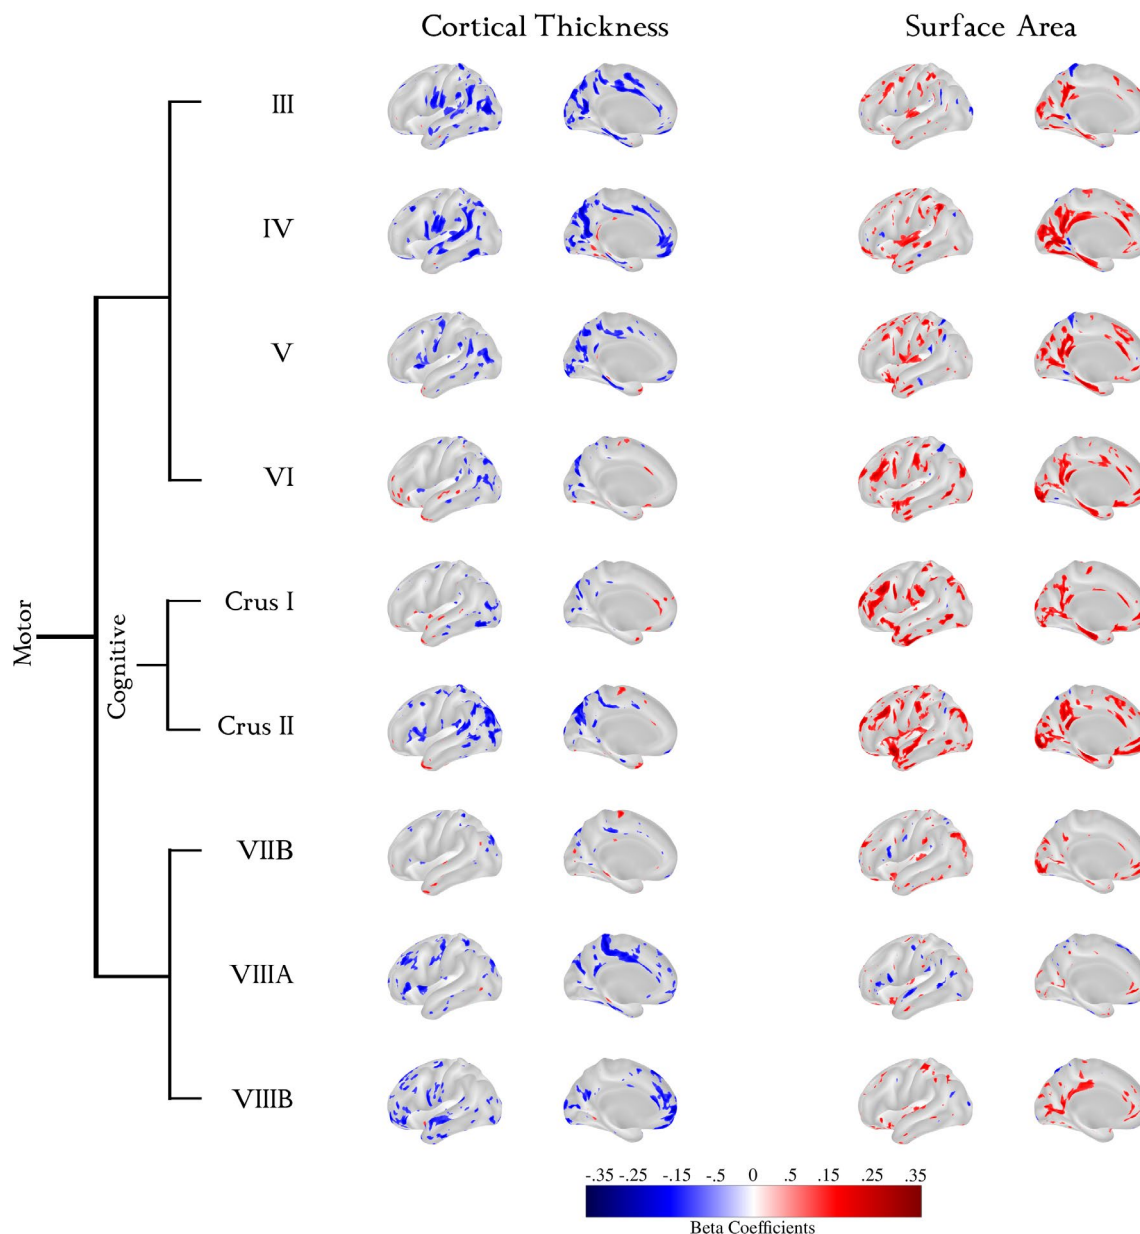 Cortical Thickness Surface Area
III
IV
V
VI
Crus I
Motor
Cognitive
Crus II
VIIB
VIIIA
VIIIB
-.35 -.25 -.15 -.5 0 .5 .15 .25 .35
Beta Coefficients